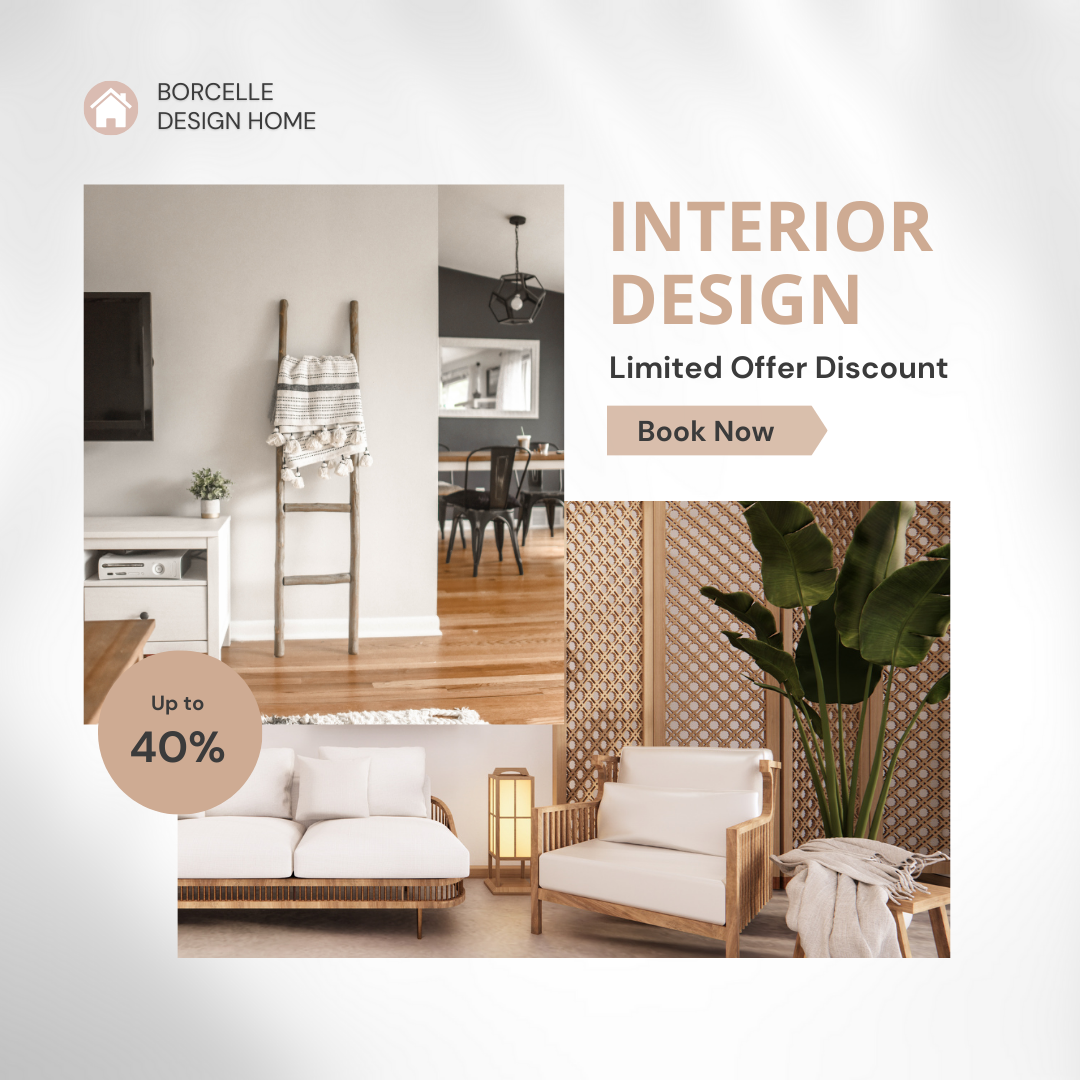 BORCELLE
DESIGN HOME
INTERIOR
DESIGN
Limited Offer Discount
Book Now
Up to
40%